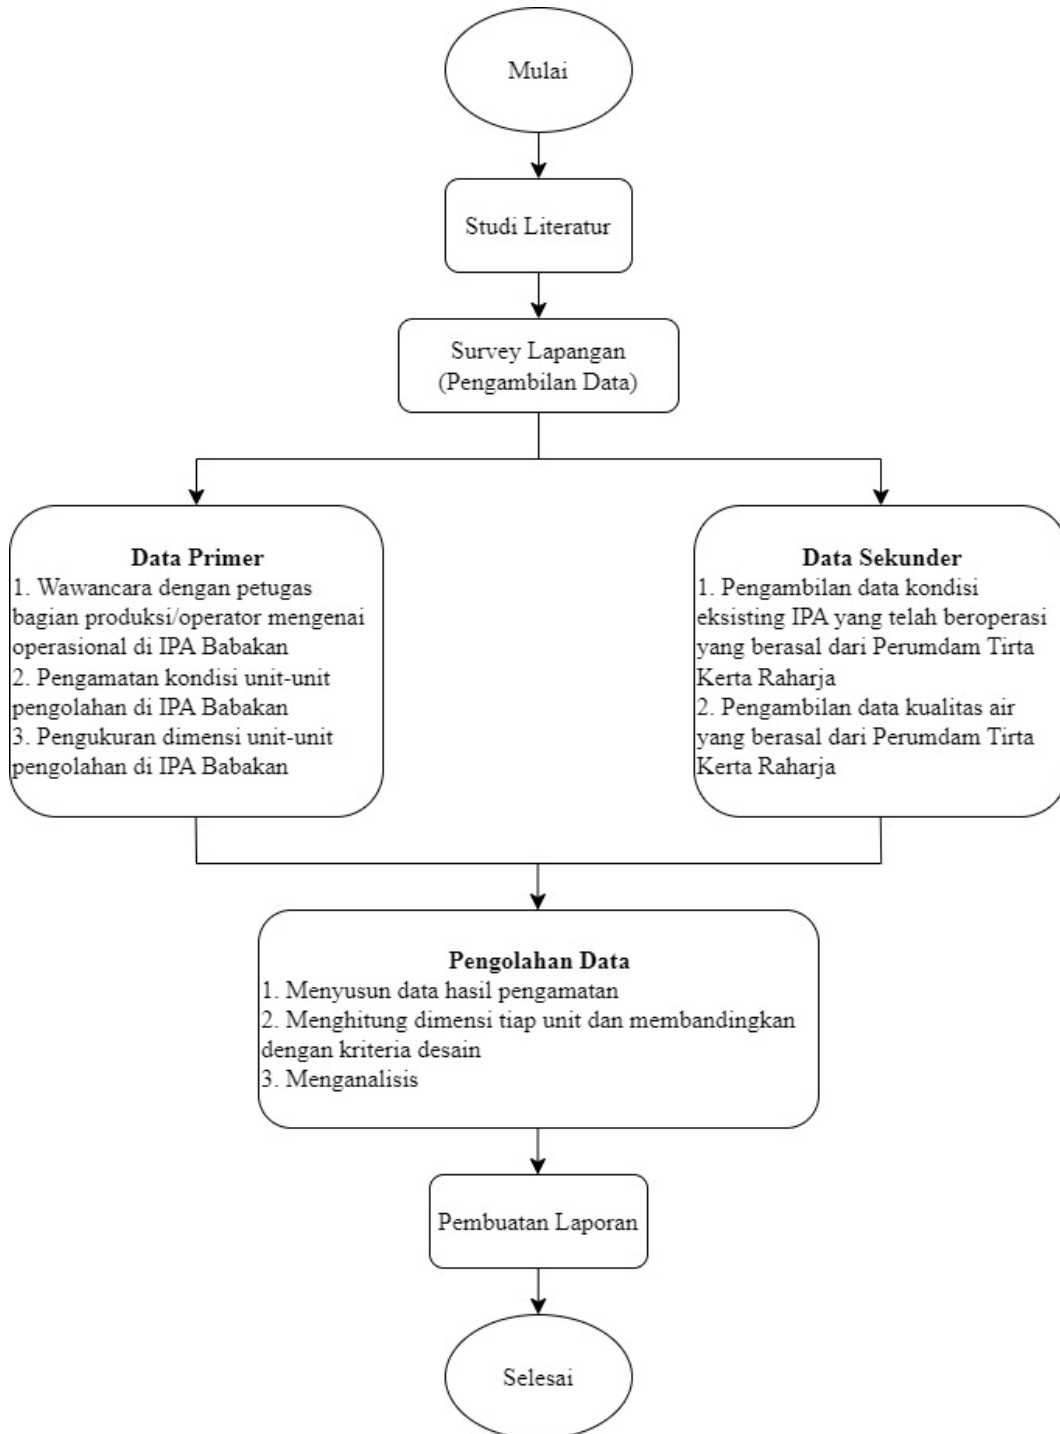 Mulai
Studi Literatur
Survey Lapangan
(Pengambilan Data)
Data Primer
1. Wawancara dengan petugas
bagian produksi/operator mengenai
operasional di IPA Babakan
2. Pengamatan kondisi unit-unit
pengolahan di IPA Babakan
3. Pengukuran dimensi unit-unit
pengolahan di IPA Babakan
Data Sekunder
1. Pengambilan data kondisi
eksisting IPA yang telah beroperasi
yang berasal dari Perumdam Tirta
Kerta Raharja
2. Pengambilan data kualitas air
yang berasal dari Perumdam Tirta
Kerta Raharja
Pengolahan Data
1. Menyusun data hasil pengamatan
2. Menghitung dimensi tiap unit dan membandingkan
dengan kriteria desain
3. Menganalisis
Pembuatan Laporan
Selesai